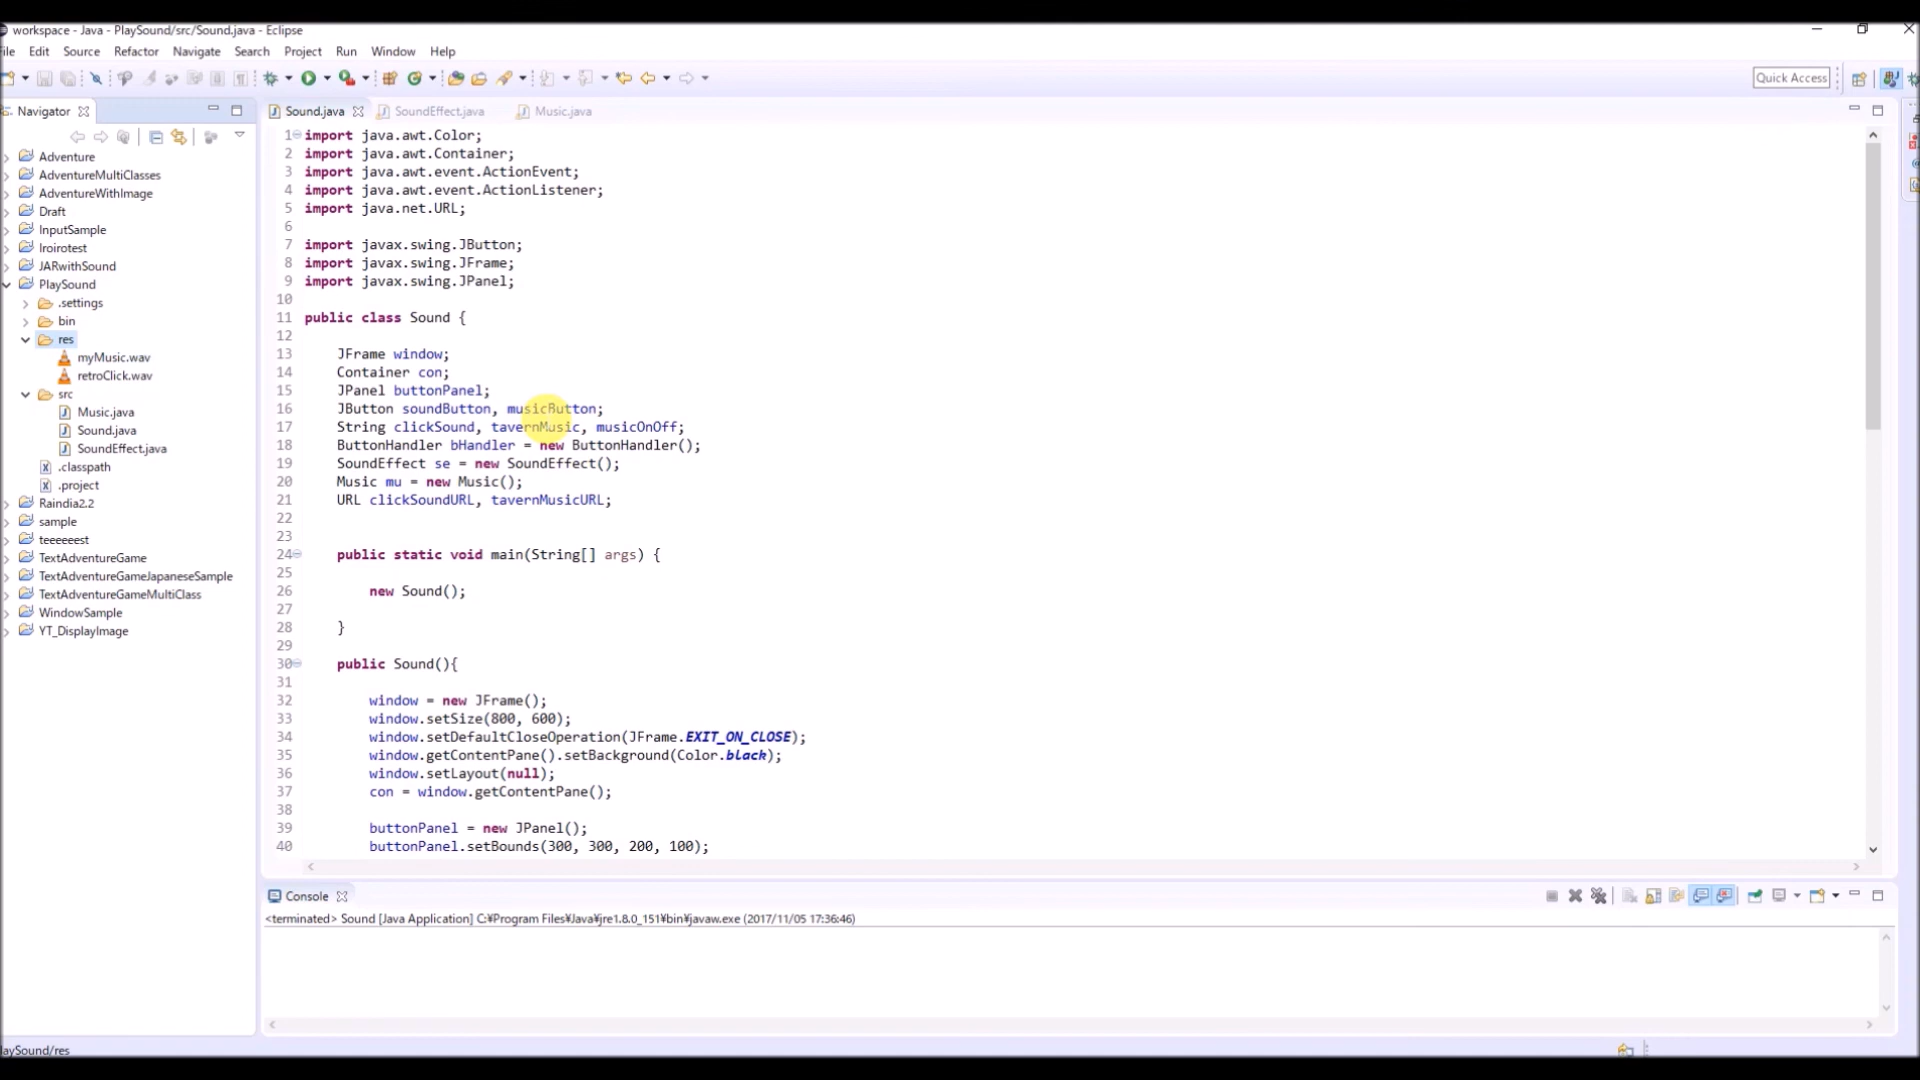 workspace - Java - PlaySound/src/Sound.java - Eclipse
ile Edit Source Refactor Navigate Search Project Run Window Help
Quick Access
Navigator
Adventure
AdventureMultiClasses
AdventureWithImage
Draft
InputSample
Iroirotest
JARwithSound
PlaySound
.settings
bin
res
myMusic.wav
retroClick.wav
src
Music.java
Sound.java
SoundEffect.java
.classpath
.project
Raindia2.2
sample
teeeeeest
TextAdventureGame
TextAdventureGameJapaneseSample
TextAdventureGameMultiClass
WindowSample
YT_DisplayImage
Sound.java SoundEffect.java Music.java
1 import java.awt.Color;
2 import java.awt.Container;
3 import java.awt.event.ActionEvent;
4 import java.awt.event.ActionListener;
5 import java.net.URL;
6
7 import javax.swing.JButton;
8 import javax.swing.JFrame;
9 import javax.swing.JPanel;
10
11 public class Sound {
12
13 JFrame window;
14 Container con;
15 JPanel buttonPanel;
16 JButton soundButton, musicButton;
17 String clickSound, tavernMusic, musicOnOff;
18 ButtonHandler bHandler = new ButtonHandler();
19 SoundEffect se = new SoundEffect();
20 Music mu = new Music();
21 URL clickSoundURL, tavernMusicURL;
22
23
24 public static void main(String[] args) {
25
26 new Sound();
27
28 }
29
30 public Sound(){
31
32 window = new JFrame();
33 window.setSize(800, 600);
34 window.setDefaultCloseOperation(JFrame.EXIT_ON_CLOSE);
35 window.getContentPane().setBackground(Color.black);
36 window.setLayout(null);
37 con = window.getContentPane();
38
39 buttonPanel = new JPanel();
40 buttonPanel.setBounds(300, 300, 200, 100);
Console
<terminated> Sound [Java Application] C:¥Program Files¥Java¥jre1.8.0_151¥bin¥javaw.exe (2017/11/05 17:36:46)
laySound/res